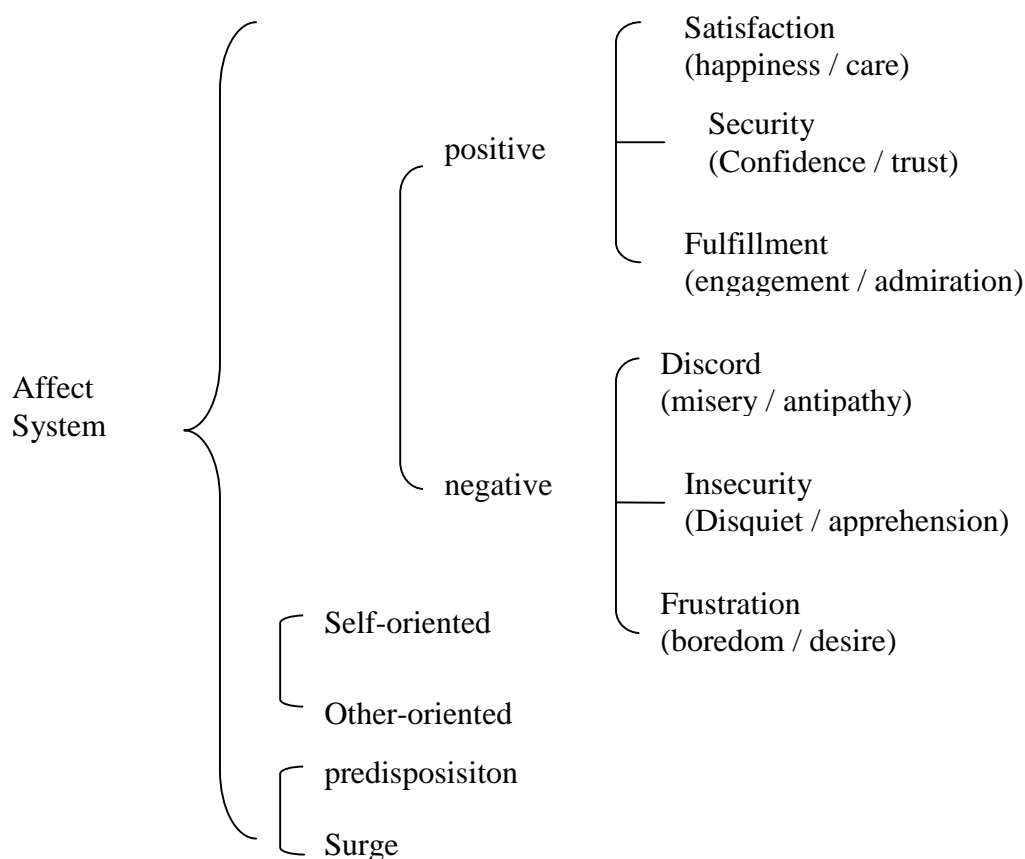 Satisfaction
(happiness / care)
Security
(Confidence / trust)
positive
Fulfillment
(engagement / admiration)
Affect
System
Discord
(misery / antipathy)
negative
Insecurity
(Disquiet / apprehension)
Frustration
(boredom / desire)
Self-oriented
Other-oriented
predisposisiton
Surge